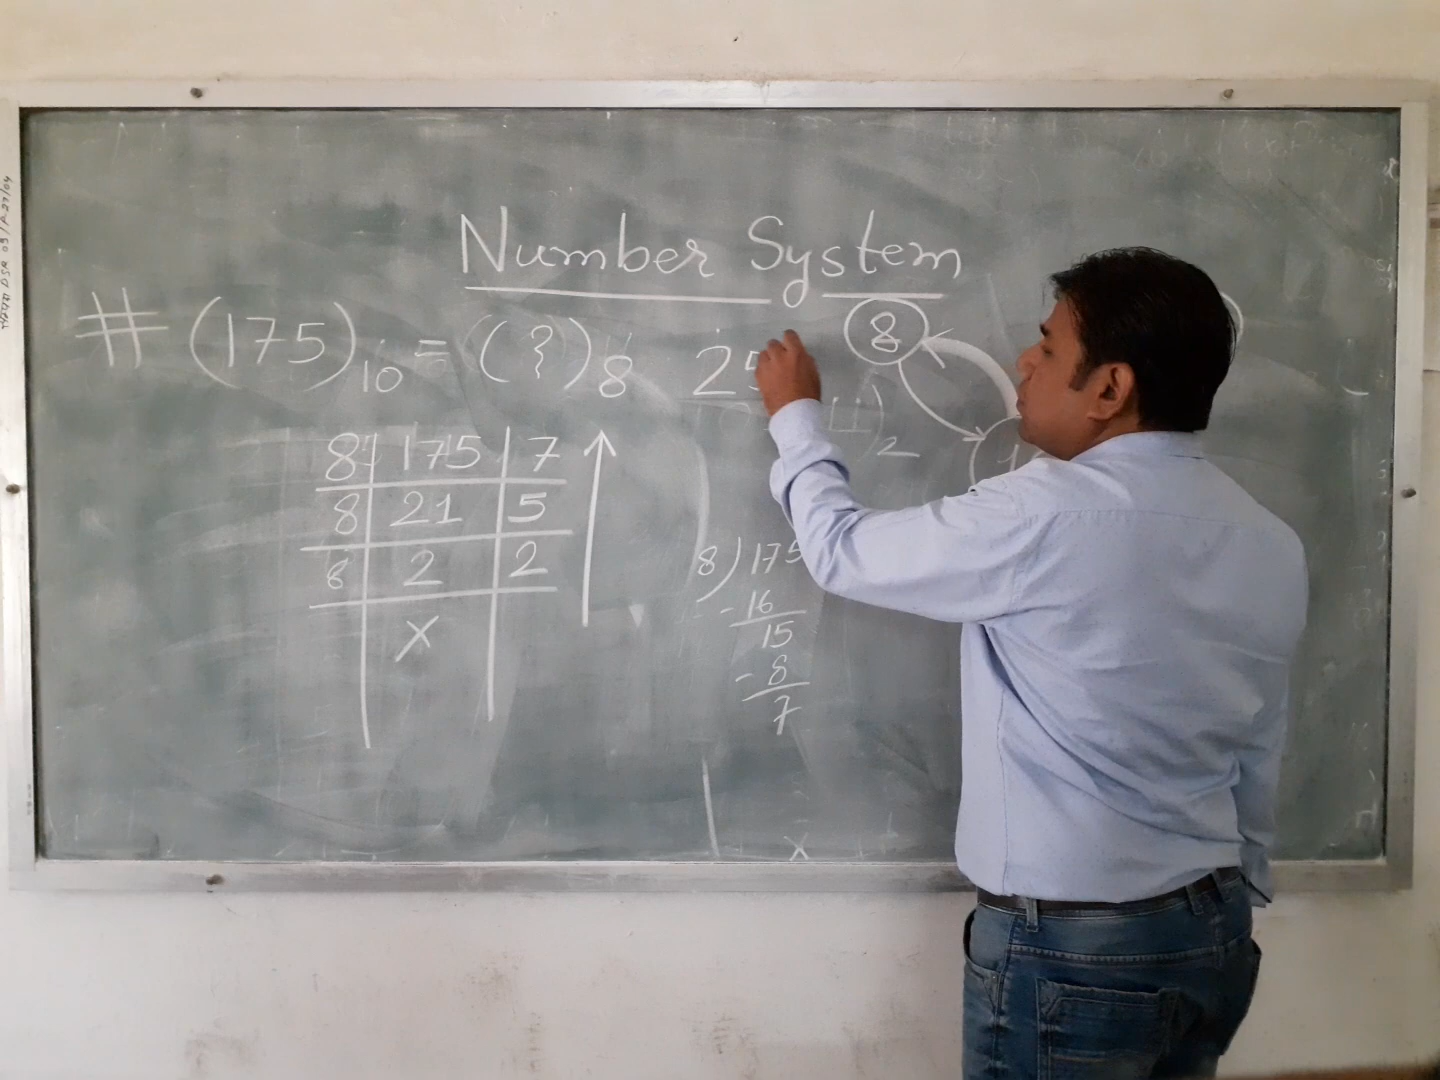 Number System
# (175)10 = (?)8 25
8 175 7
8 21 5
8 2 2
x
8
)2
8)175
-16
15
-8
7
x